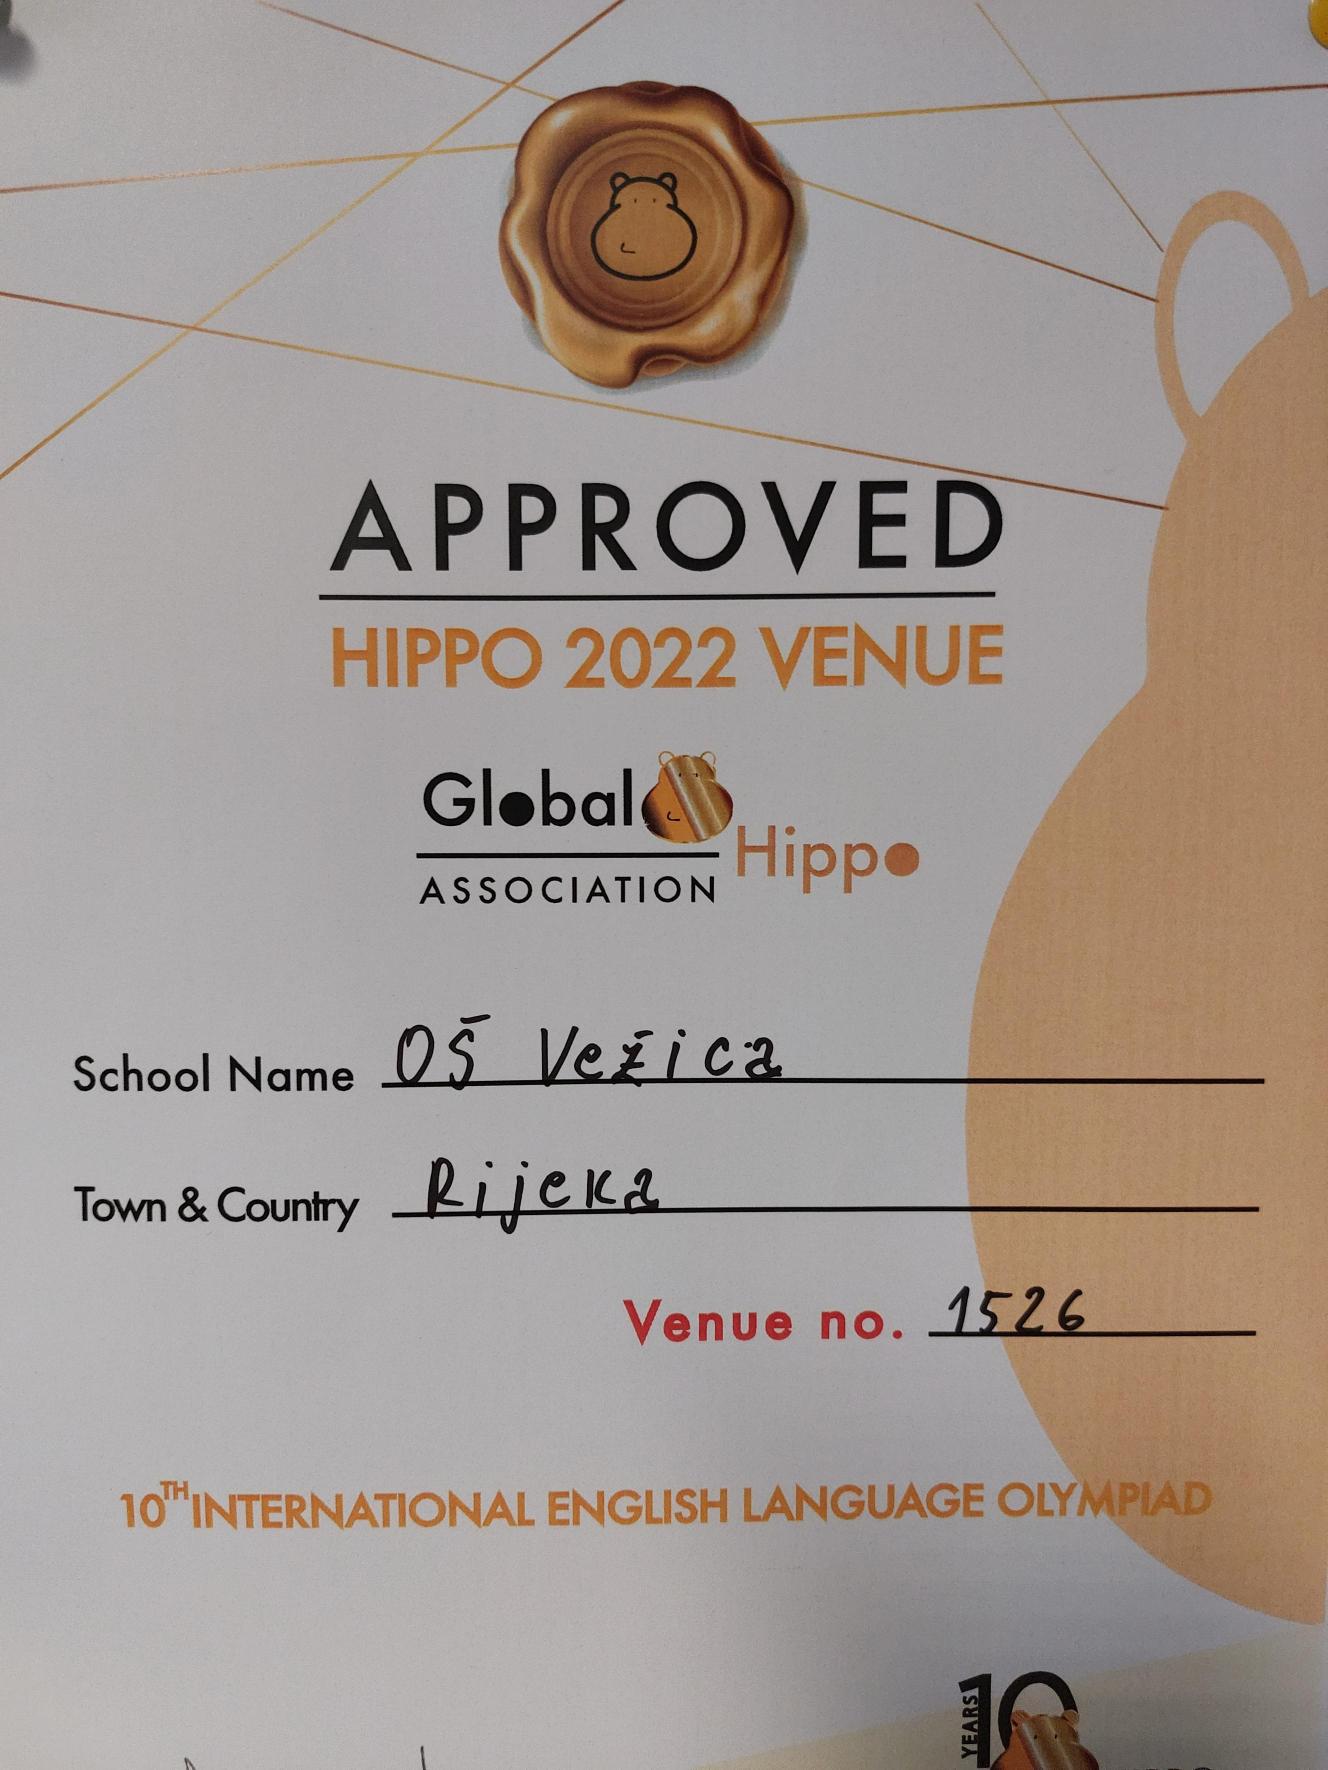 APPROVED
HIPPO 2022 VENUE
Global
Hippo
ASSOCIATION
School Name OŠ Vežica
Town & Country Rijeka
Venue no. 1526
10TH INTERNATIONAL ENGLISH LANGUAGE OLYMPIAD
YEARS 10